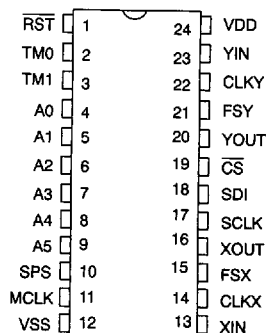 R̅S̅T̅ 1 24 VDD
TM0 2 23 YIN
TM1 3 22 CLKY
A0 4 21 FSY
A1 5 20 YOUT
A2 6 19 C̅S̅
A3 7 18 SDI
A4 8 17 SCLK
A5 9 16 XOUT
SPS 10 15 FSX
MCLK 11 14 CLKX
VSS 12 13 XIN